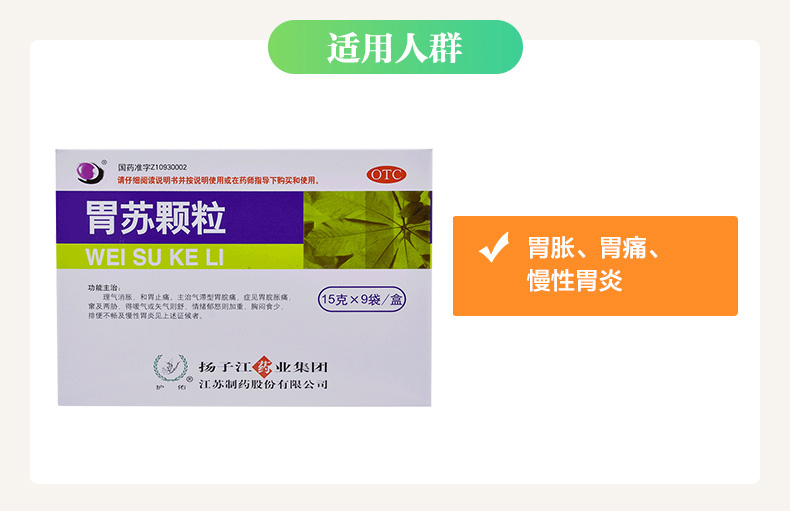 适用人群
国药准字Z10930002
请仔细阅读说明书并按说明使用或在药师指导下购买和使用。
OTC
胃苏颗粒
WEI SU KE LI
功能主治:
理气消胀，和胃止痛。主治气滞型胃脘痛，症见胃脘胀痛，
窜及两胁，得嗳气或矢气则舒，情绪郁怒则加重，胸闷食少，
排便不畅及慢性胃炎见上述证候者。
15克×9袋/盒
护佑®
扬子江药业集团
江苏制药股份有限公司
胃胀、胃痛、
慢性胃炎